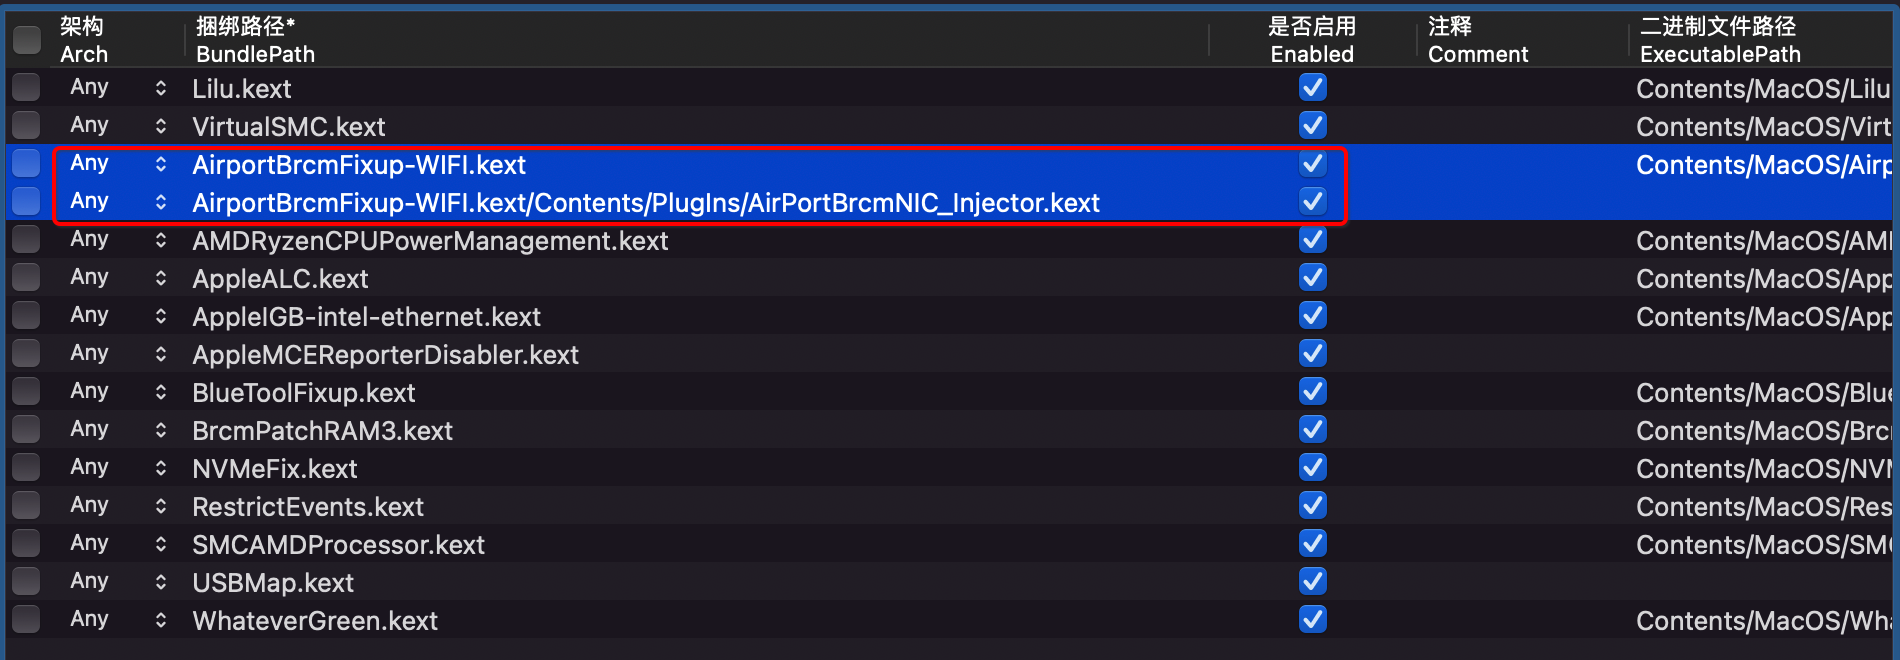 架构 捆绑路径* 是否启用 注释 二进制文件路径
Arch BundlePath Enabled Comment ExecutablePath
Any Lilu.kext Contents/MacOS/Lilu
Any VirtualSMC.kext Contents/MacOS/Virt
Any AirportBrcmFixup-WIFI.kext Contents/MacOS/Airp
Any AirportBrcmFixup-WIFI.kext/Contents/PlugIns/AirPortBrcmNIC_Injector.kext
Any AMDRyzenCPUPowerManagement.kext Contents/MacOS/AMI
Any AppleALC.kext Contents/MacOS/App
Any AppleIGB-intel-ethernet.kext Contents/MacOS/App
Any AppleMCEReporterDisabler.kext
Any BlueToolFixup.kext Contents/MacOS/Blue
Any BrcmPatchRAM3.kext Contents/MacOS/Brc
Any NVMeFix.kext Contents/MacOS/NV
Any RestrictEvents.kext Contents/MacOS/Res
Any SMCAMDProcessor.kext Contents/MacOS/SM
Any USBMap.kext
Any WhateverGreen.kext Contents/MacOS/Wha